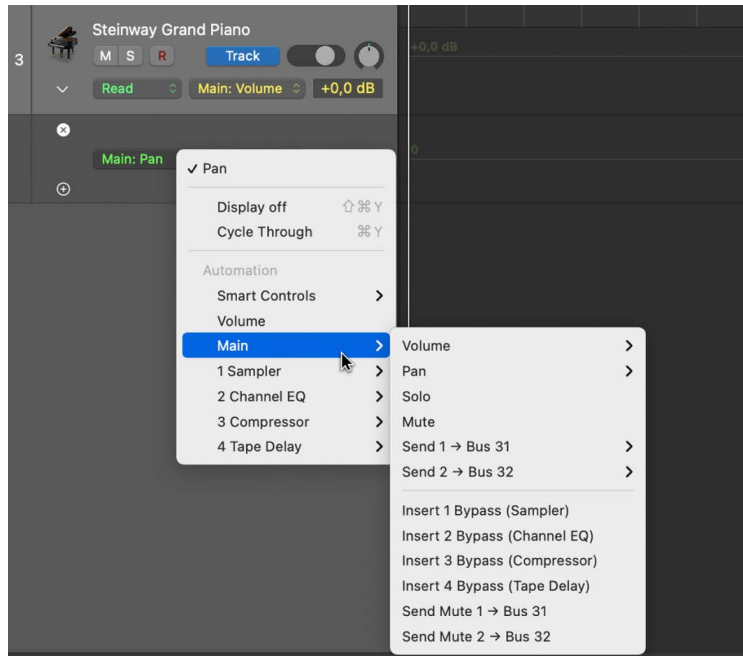 Steinway Grand Piano
3
M S R Track
+0,0 dB
Read Main: Volume +0,0 dB
Main: Pan
0
✓ Pan
Display off ⇧⌘Y
Cycle Through ⌘Y
Automation
Smart Controls
Volume
Main
1 Sampler
2 Channel EQ
3 Compressor
4 Tape Delay
Volume
Pan
Solo
Mute
Send 1 → Bus 31
Send 2 → Bus 32
Insert 1 Bypass (Sampler)
Insert 2 Bypass (Channel EQ)
Insert 3 Bypass (Compressor)
Insert 4 Bypass (Tape Delay)
Send Mute 1 → Bus 31
Send Mute 2 → Bus 32